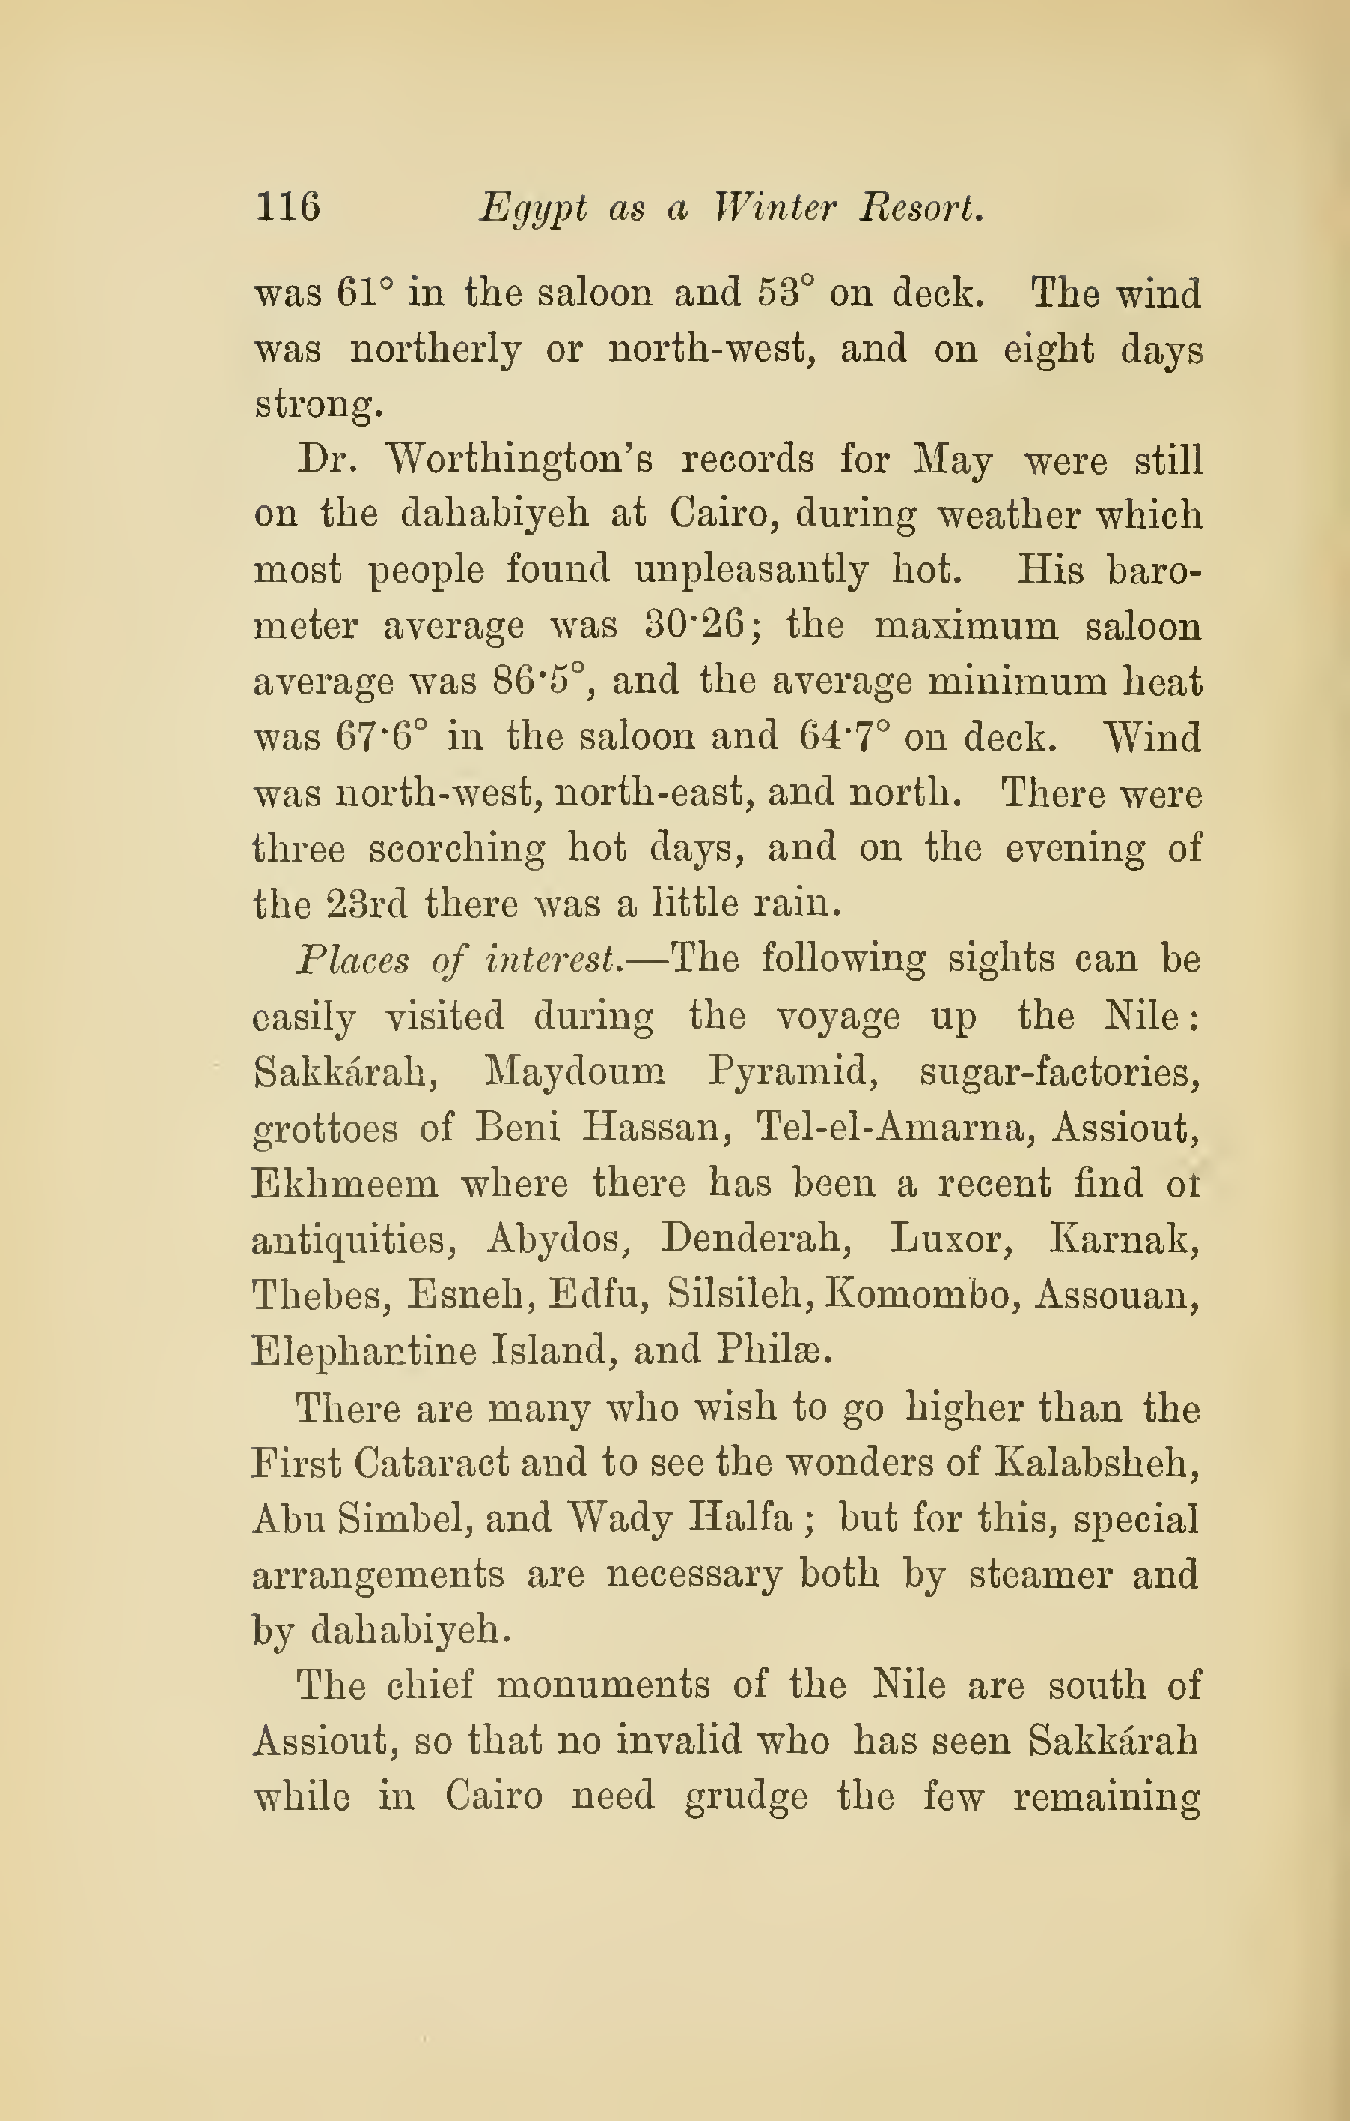 116 Egypt as a Winter Resort.
was 61° in the saloon and 53° on deck. The wind
was northerly or north-west, and on eight days
strong.
Dr. Worthington's records for May were still
on the dahabiyeh at Cairo, during weather which
most people found unpleasantly hot. His baro-
meter average was 30·26; the maximum saloon
average was 86·5°, and the average minimum heat
was 67·6° in the saloon and 64·7° on deck. Wind
was north-west, north-east, and north. There were
three scorching hot days, and on the evening of
the 23rd there was a little rain.
Places of interest.—The following sights can be
easily visited during the voyage up the Nile:
Sakkárah, Maydoum Pyramid, sugar-factories,
grottoes of Beni Hassan, Tel-el-Amarna, Assiout,
Ekhmeem where there has been a recent find of
antiquities, Abydos, Denderah, Luxor, Karnak,
Thebes, Esneh, Edfu, Silsileh, Komombo, Assouan,
Elephantine Island, and Philæ.
There are many who wish to go higher than the
First Cataract and to see the wonders of Kalabsheh,
Abu Simbel, and Wady Halfa ; but for this, special
arrangements are necessary both by steamer and
by dahabiyeh.
The chief monuments of the Nile are south of
Assiout, so that no invalid who has seen Sakkárah
while in Cairo need grudge the few remaining